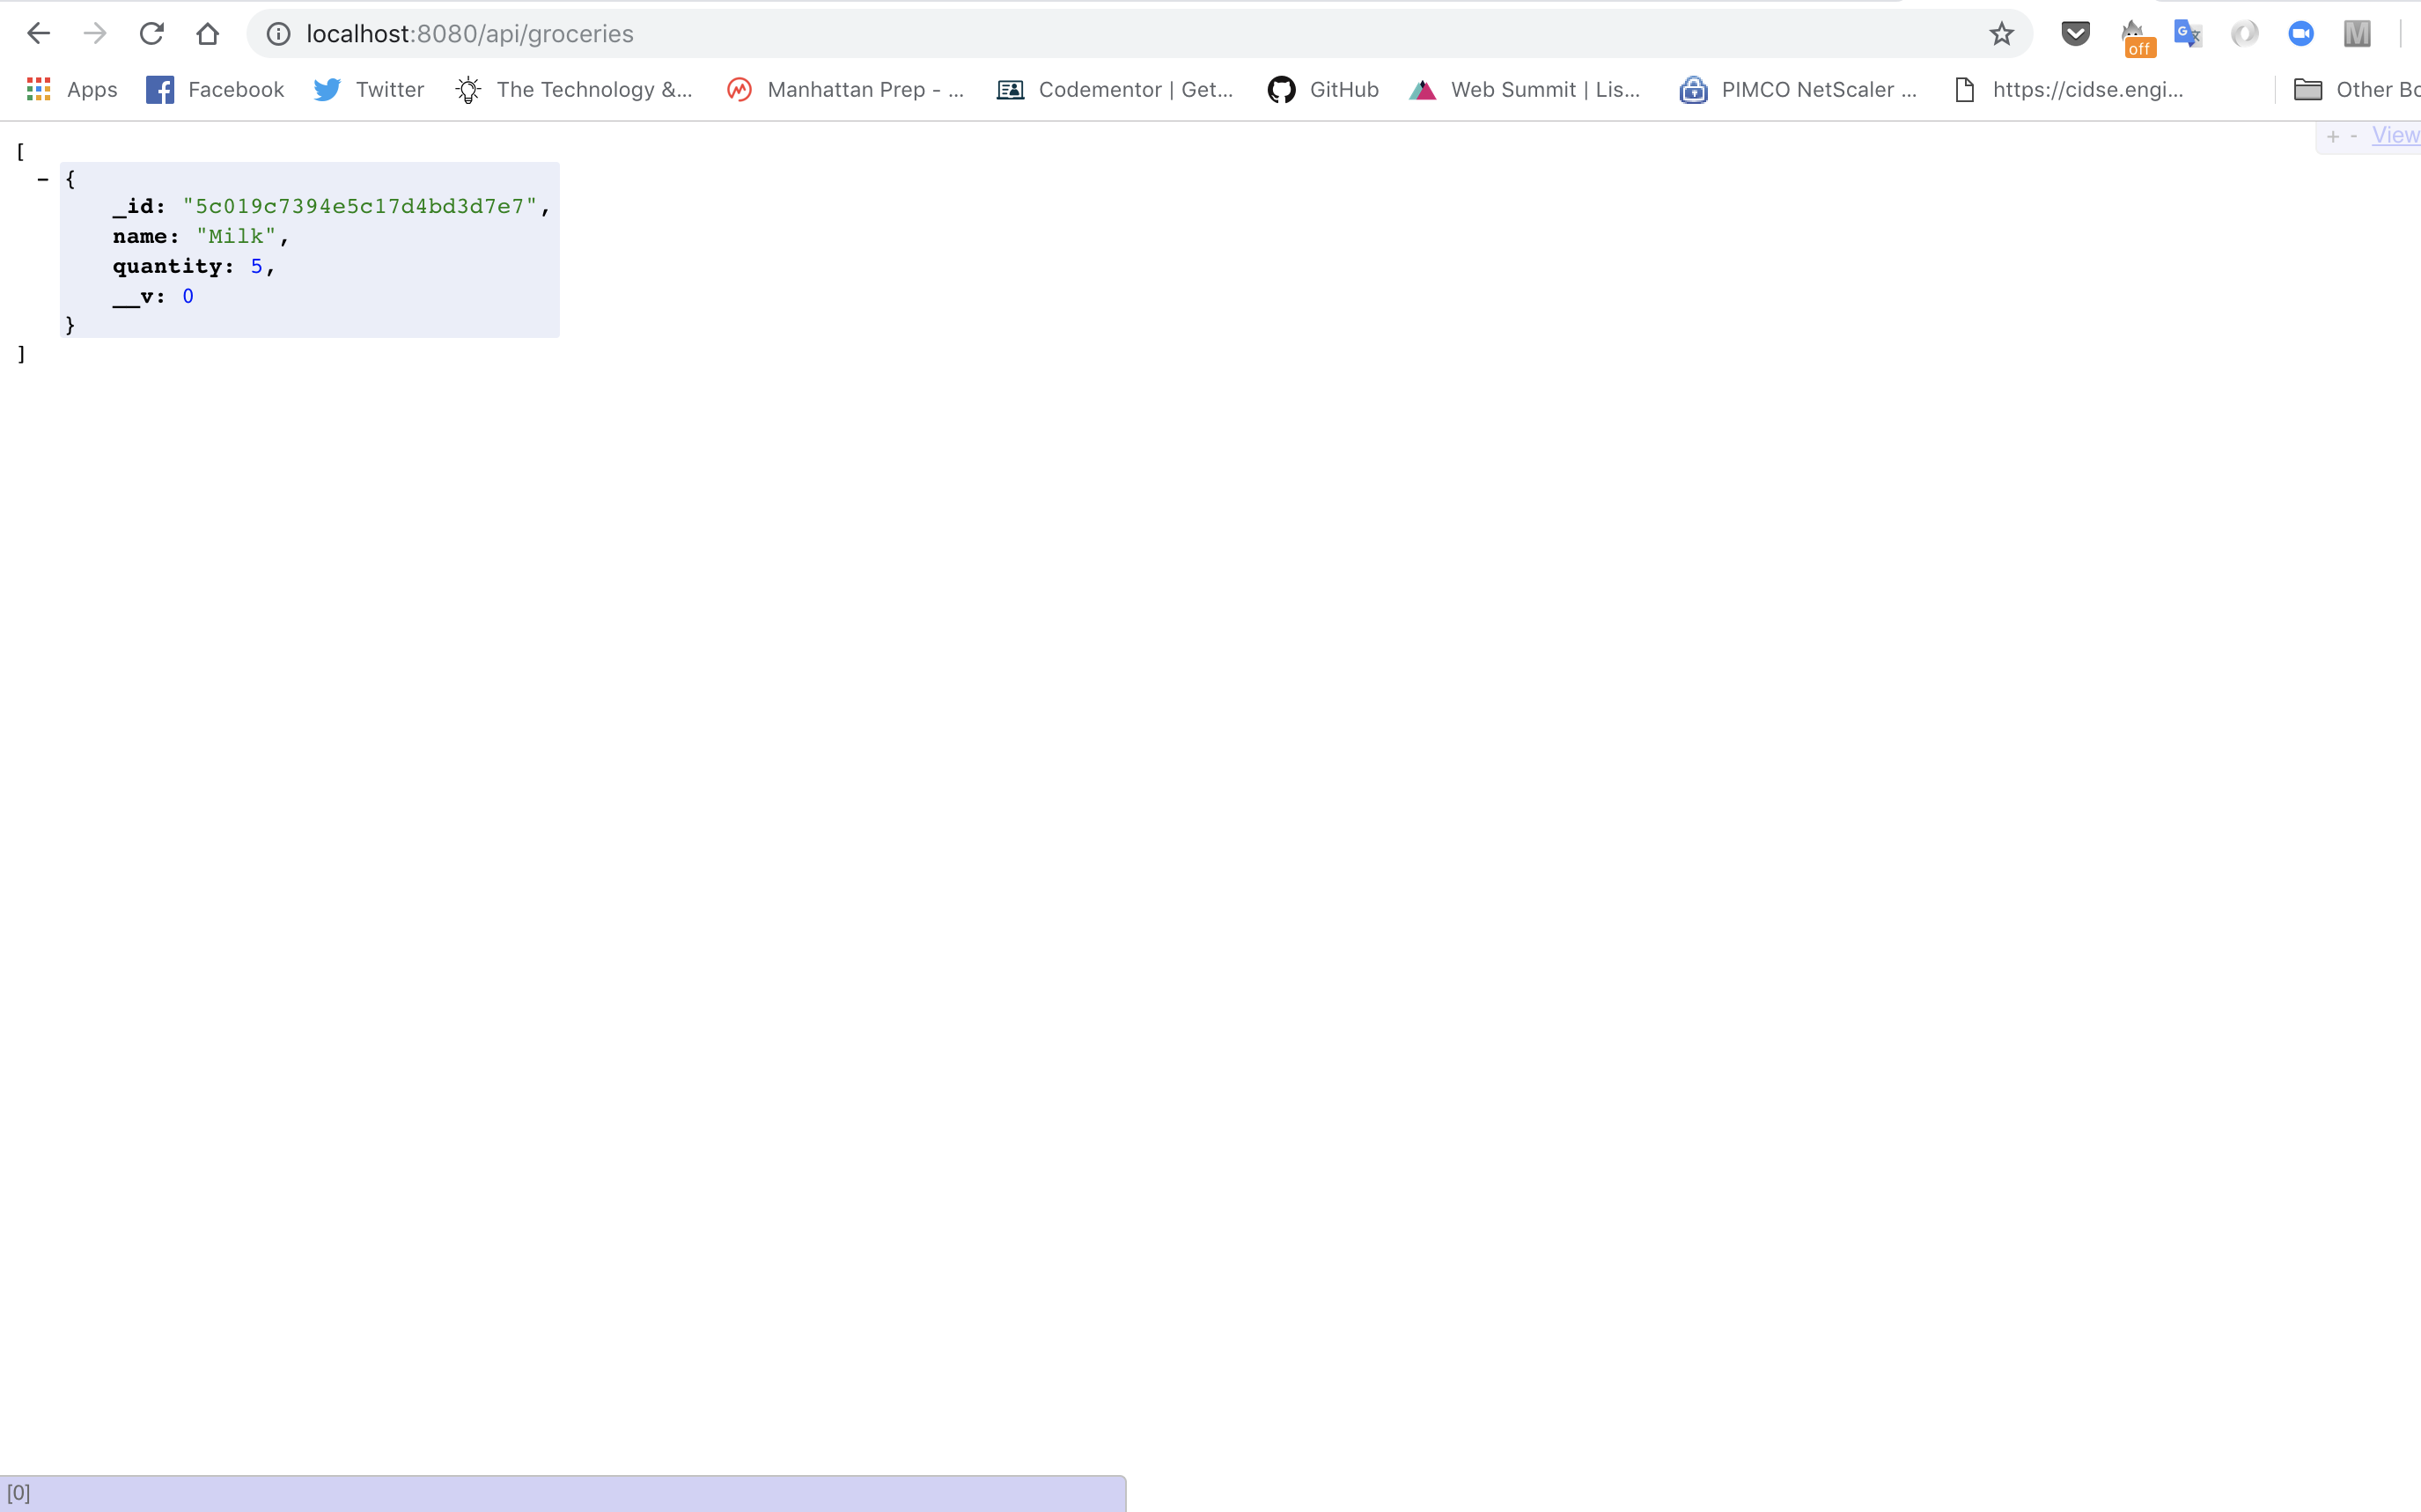 localhost:8080/api/groceries
off
Apps Facebook Twitter The Technology &... Manhattan Prep - ... Codementor | Get... GitHub Web Summit | Lis... PIMCO NetScaler ... https://cidse.engi... Other Bo
+ - View
[
- {
_id: "5c019c7394e5c17d4bd3d7e7",
name: "Milk",
quantity: 5,
__v: 0
}
]
[0]